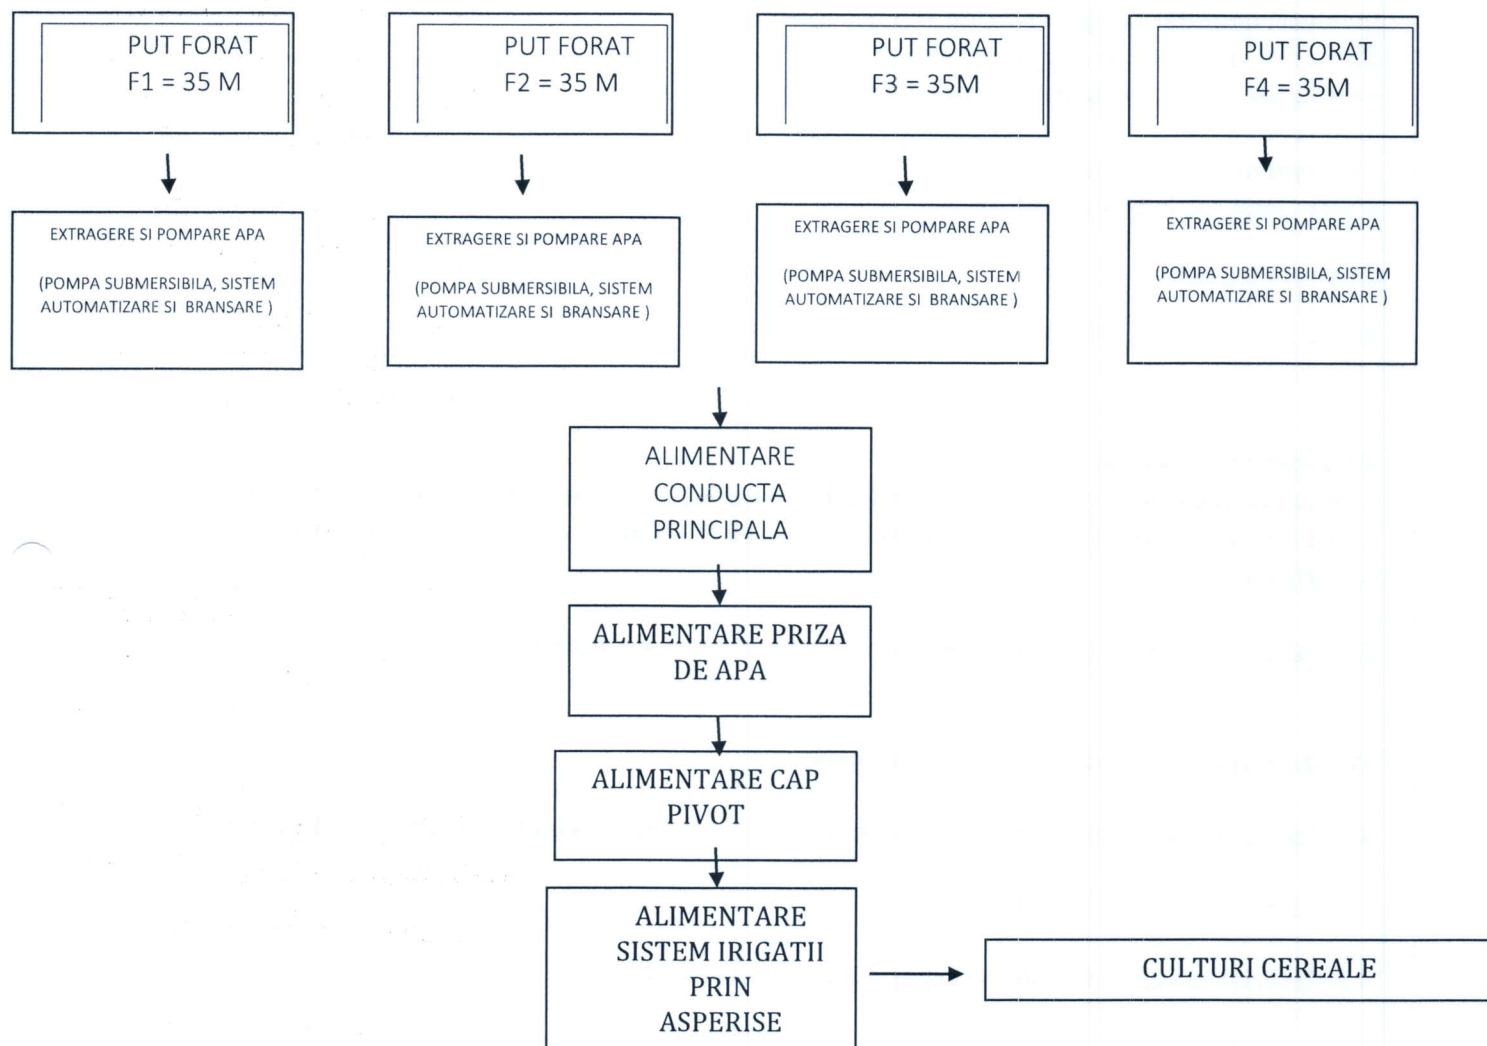 PUT FORAT
F1 = 35 M
PUT FORAT
F2 = 35 M
PUT FORAT
F3 = 35M
PUT FORAT
F4 = 35M
EXTRAGERE SI POMPARE APA
(POMPA SUBMERSIBILA, SISTEM
AUTOMATIZARE SI BRANSARE )
EXTRAGERE SI POMPARE APA
(POMPA SUBMERSIBILA, SISTEM
AUTOMATIZARE SI BRANSARE )
EXTRAGERE SI POMPARE APA
(POMPA SUBMERSIBILA, SISTEM
AUTOMATIZARE SI BRANSARE )
EXTRAGERE SI POMPARE APA
(POMPA SUBMERSIBILA, SISTEM
AUTOMATIZARE SI BRANSARE )
ALIMENTARE
CONDUCTA
PRINCIPALA
ALIMENTARE PRIZA
DE APA
ALIMENTARE CAP
PIVOT
ALIMENTARE
SISTEM IRIGATII
PRIN
ASPERISE
CULTURI CEREALE